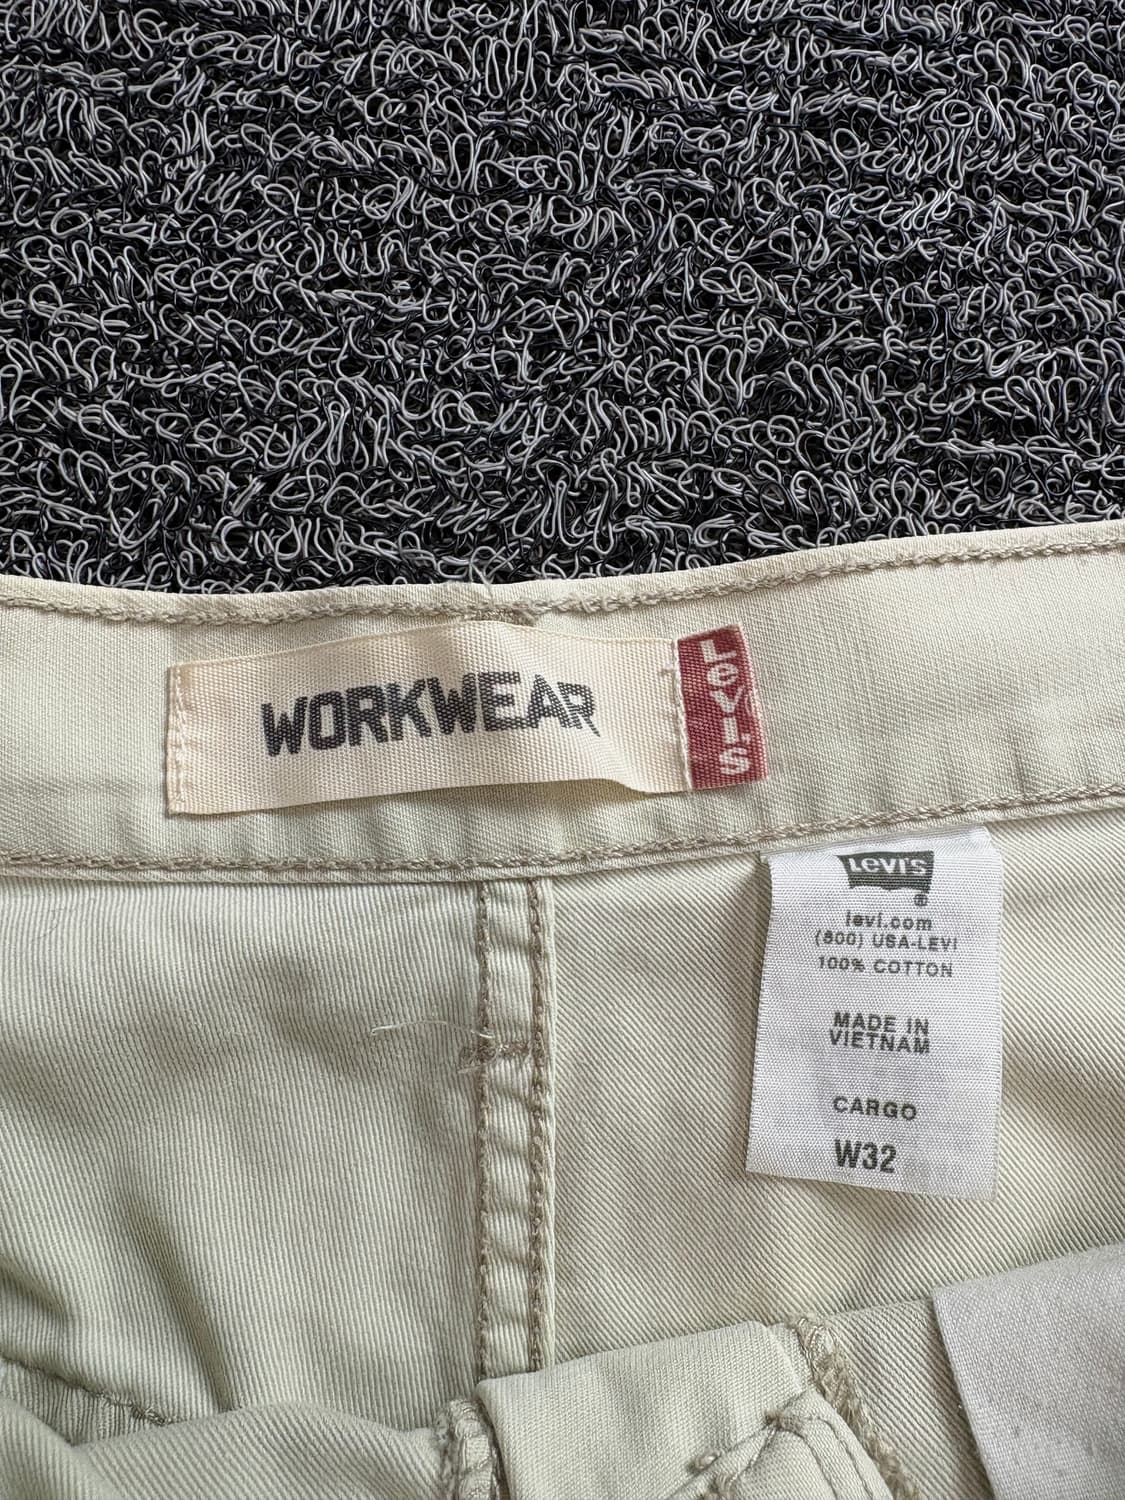 WORKWEAR
LEVI'S
LEVI'S
®
levi.com
(800) USA-LEVI
100% COTTON
MADE IN
VIETNAM
CARGO
W32